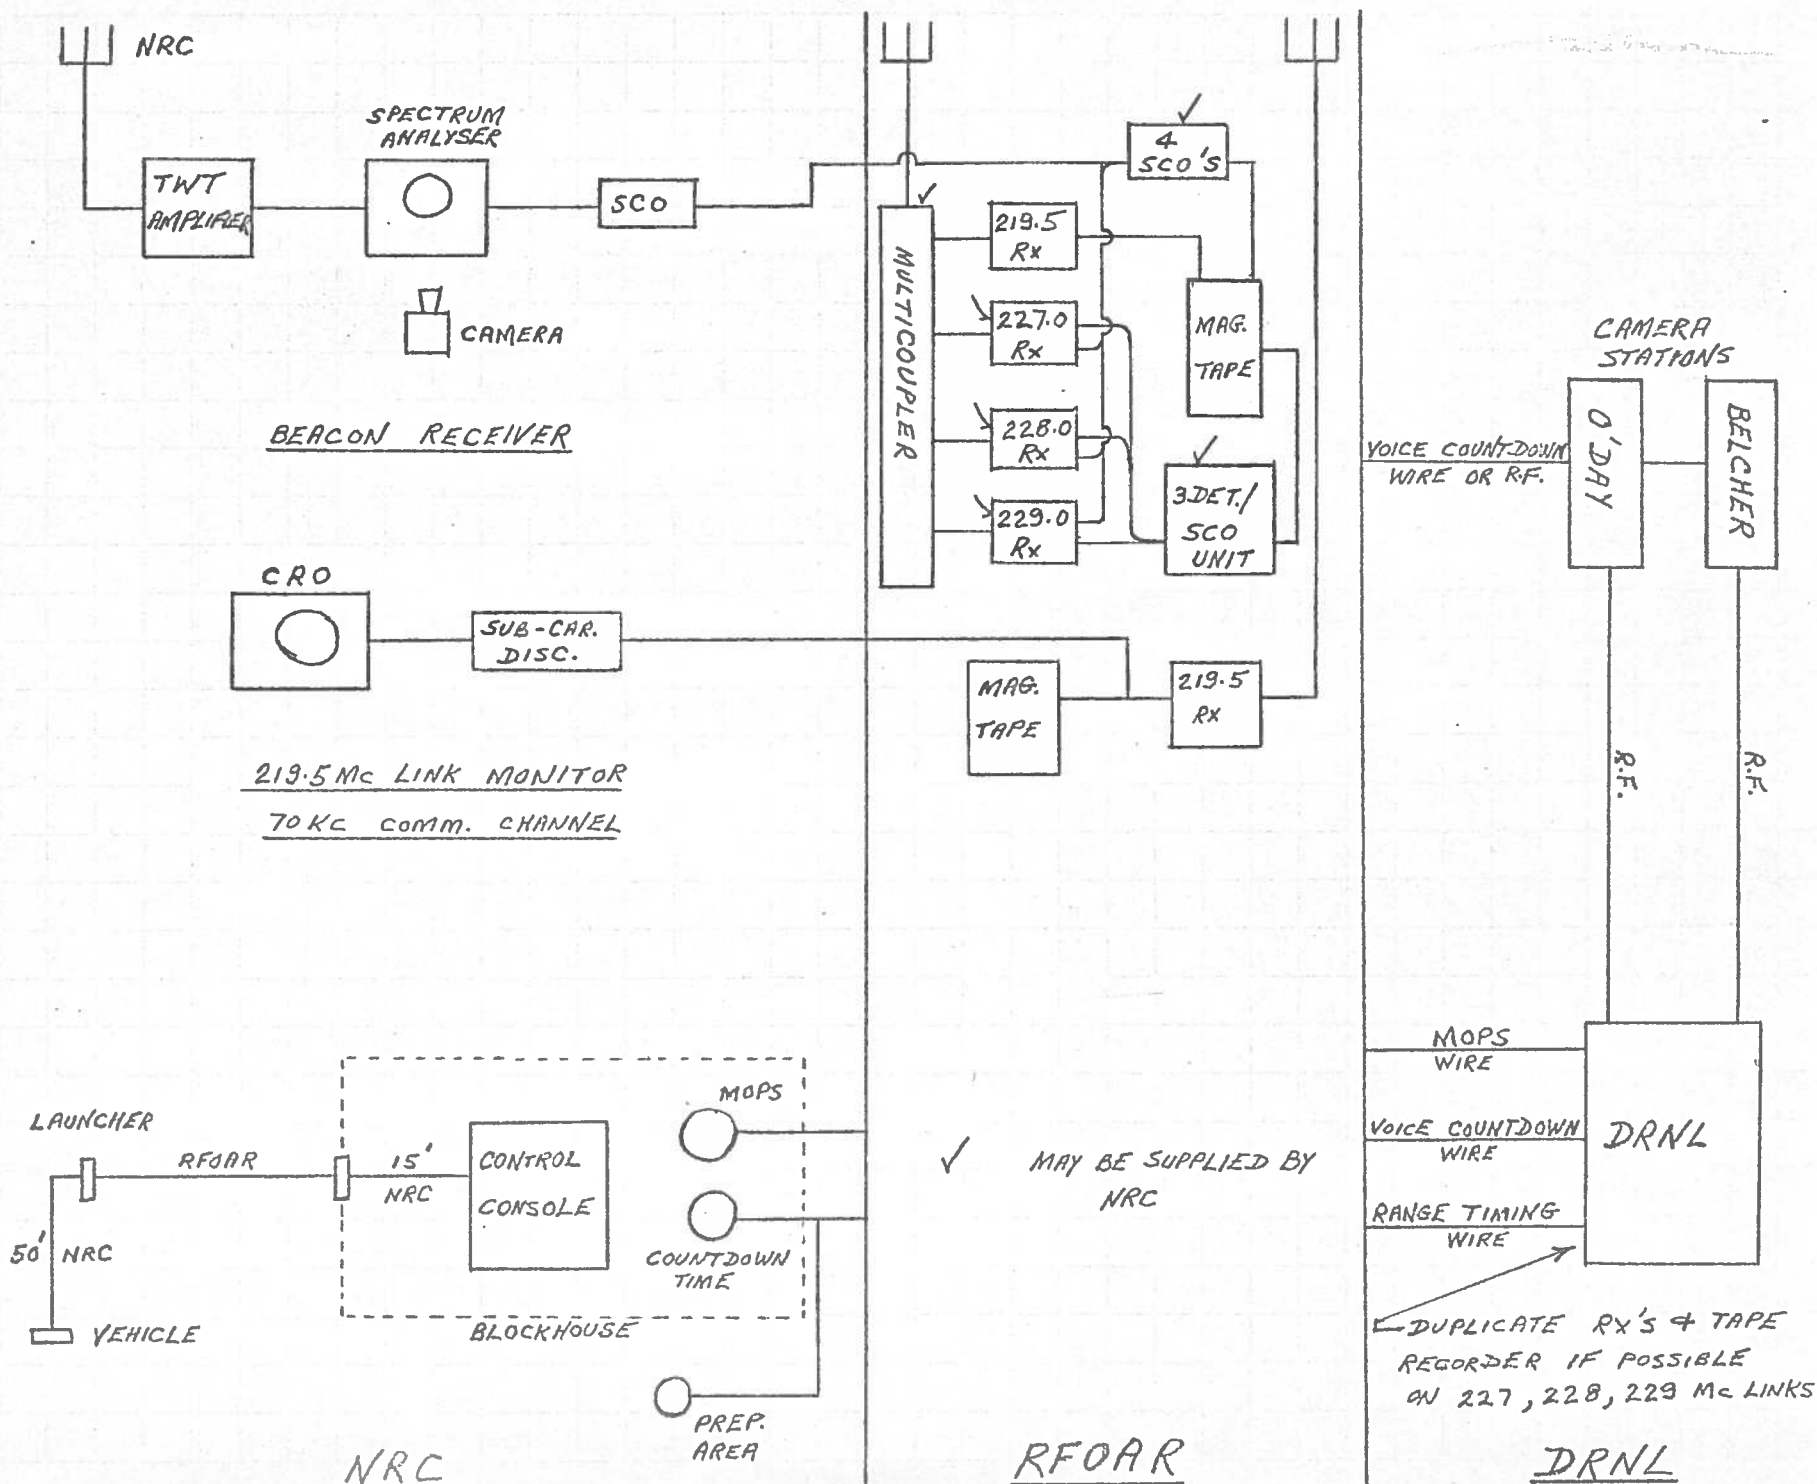 NRC
SPECTRUM
ANALYSER
TWT
AMPLIFIER
SCO
CAMERA
BEACON RECEIVER
CRO
SUB-CAR.
DISC.
219.5 Mc LINK MONITOR
70 KC COMM. CHANNEL
LAUNCHER
RFOAR
15'
NRC
CONTROL
CONSOLE
MOPS
COUNTDOWN
TIME
50' NRC
VEHICLE
BLOCKHOUSE
PREP.
AREA
NRC
4
SCO'S
MULTICOUPLER
219.5
Rx
227.0
Rx
228.0
Rx
229.0
Rx
MAG.
TAPE
3 DET./
SCO
UNIT
MAG.
TAPE
219.5
Rx
✓ MAY BE SUPPLIED BY
NRC
RFOAR
CAMERA
STATIONS
VOICE COUNTDOWN
WIRE OR R.F.
O'DAY
BELCHER
R.F.
R.F.
MOPS
WIRE
VOICE COUNTDOWN
WIRE
RANGE TIMING
WIRE
DRNL
DUPLICATE RX'S & TAPE
RECORDER IF POSSIBLE
ON 227, 228, 229 Mc LINKS
DRNL